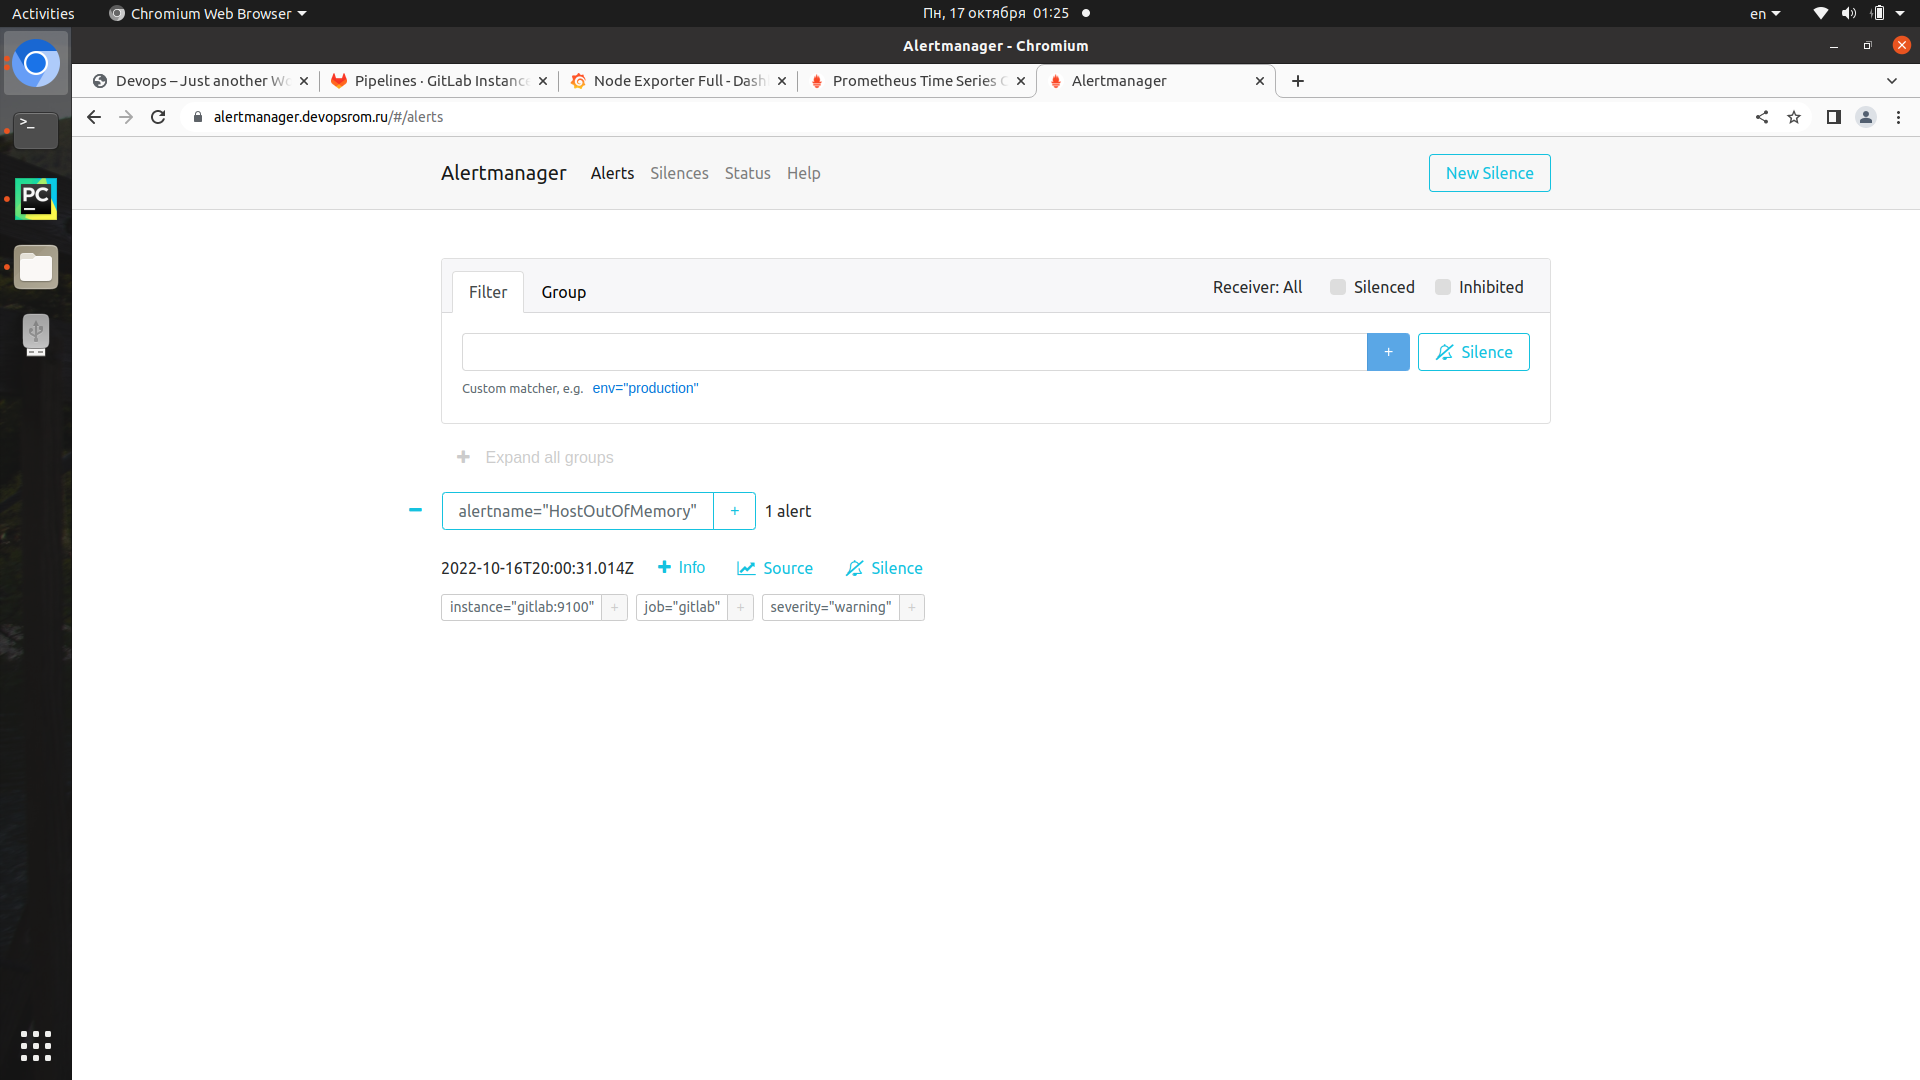 Activities Chromium Web Browser Пн, 17 октября 01:25 en
Alertmanager - Chromium
Devops – Just another Wo Pipelines · GitLab Instance Node Exporter Full - Dash Prometheus Time Series C Alertmanager
alertmanager.devopsrom.ru/#/alerts
Alertmanager Alerts Silences Status Help New Silence
Filter Group Receiver: All Silenced Inhibited
+ Silence
Custom matcher, e.g. env="production"
+ Expand all groups
alertname="HostOutOfMemory" + 1 alert
2022-10-16T20:00:31.014Z + Info Source Silence
instance="gitlab:9100" + job="gitlab" + severity="warning" +